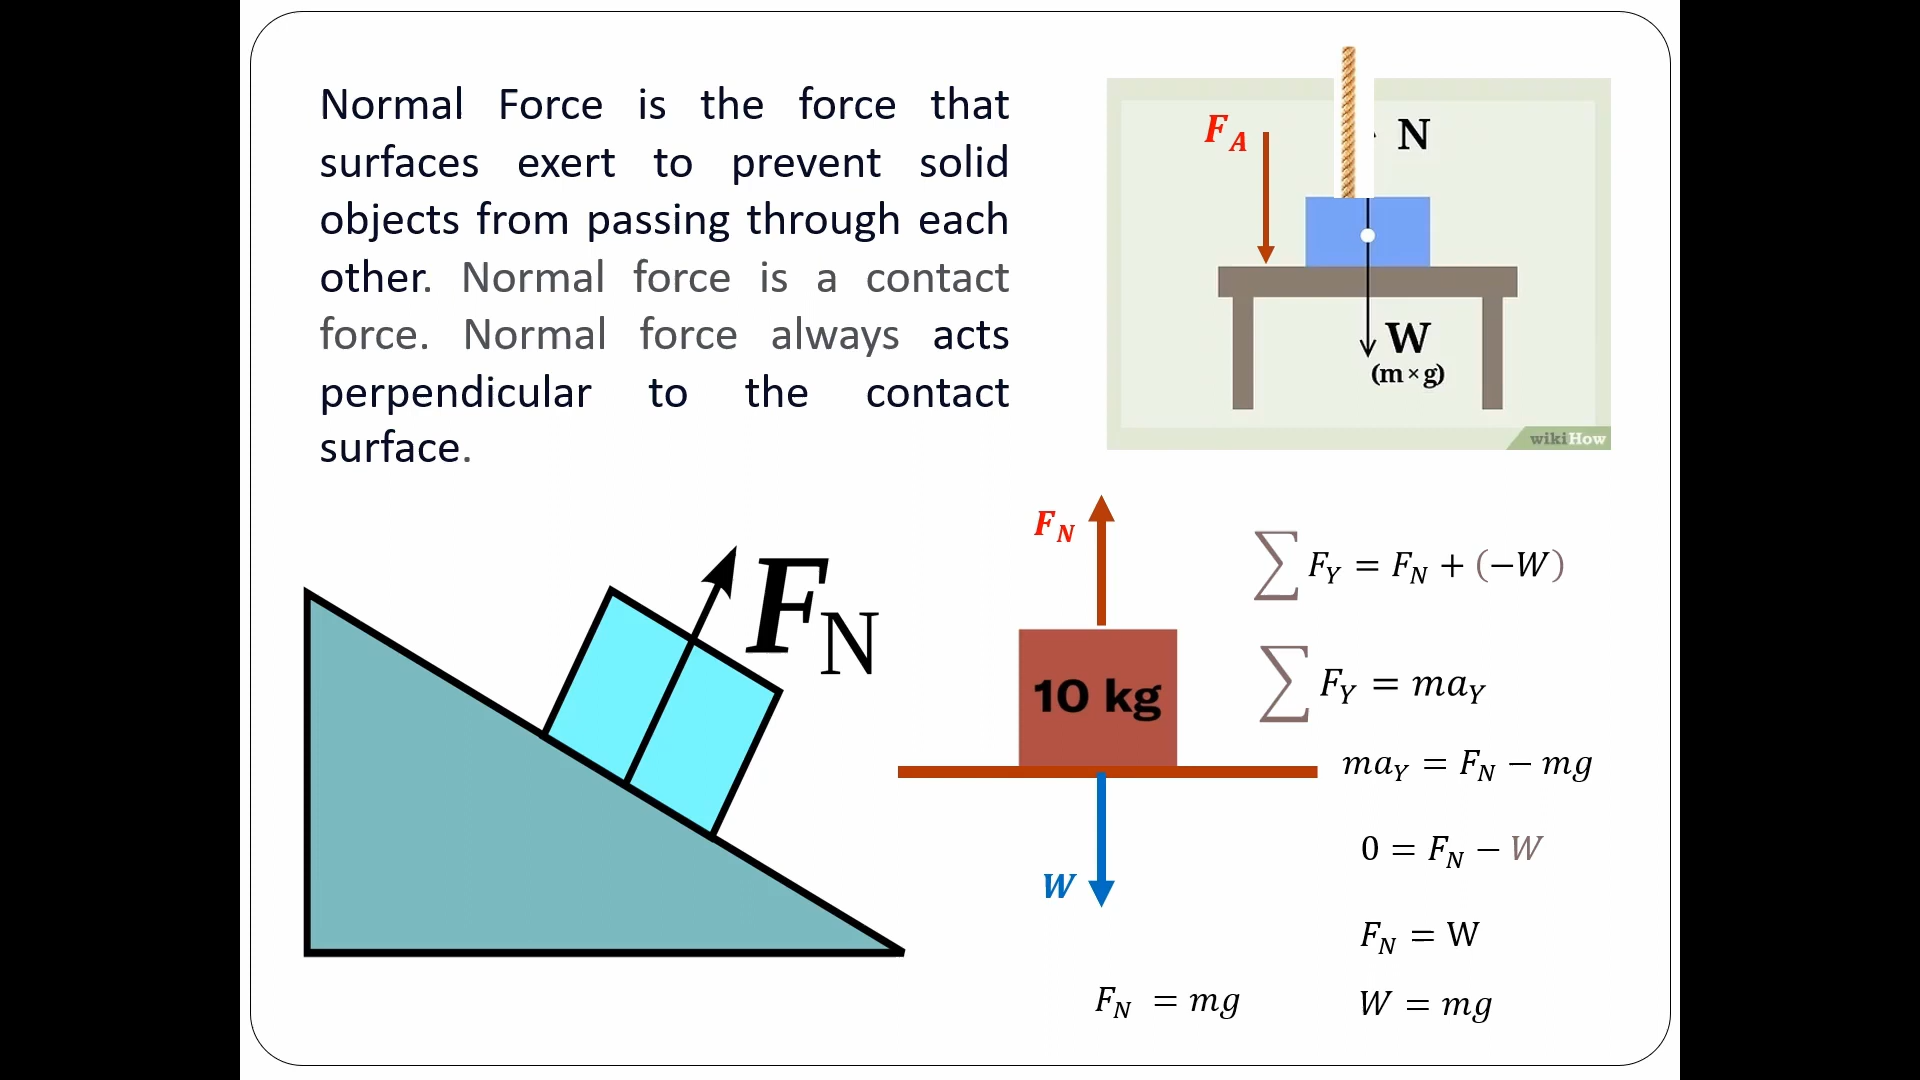 Normal Force is the force that
surfaces exert to prevent solid
objects from passing through each
other. Normal force is a contact
force. Normal force always acts
perpendicular to the contact
surface.
F_A
N
W
(m × g)
wikiHow
F_N
F_N
10 kg
W
∑ F_Y = F_N + (−W)
∑ F_Y = ma_Y
ma_Y = F_N − mg
0 = F_N − W
F_N = W
F_N = mg
W = mg